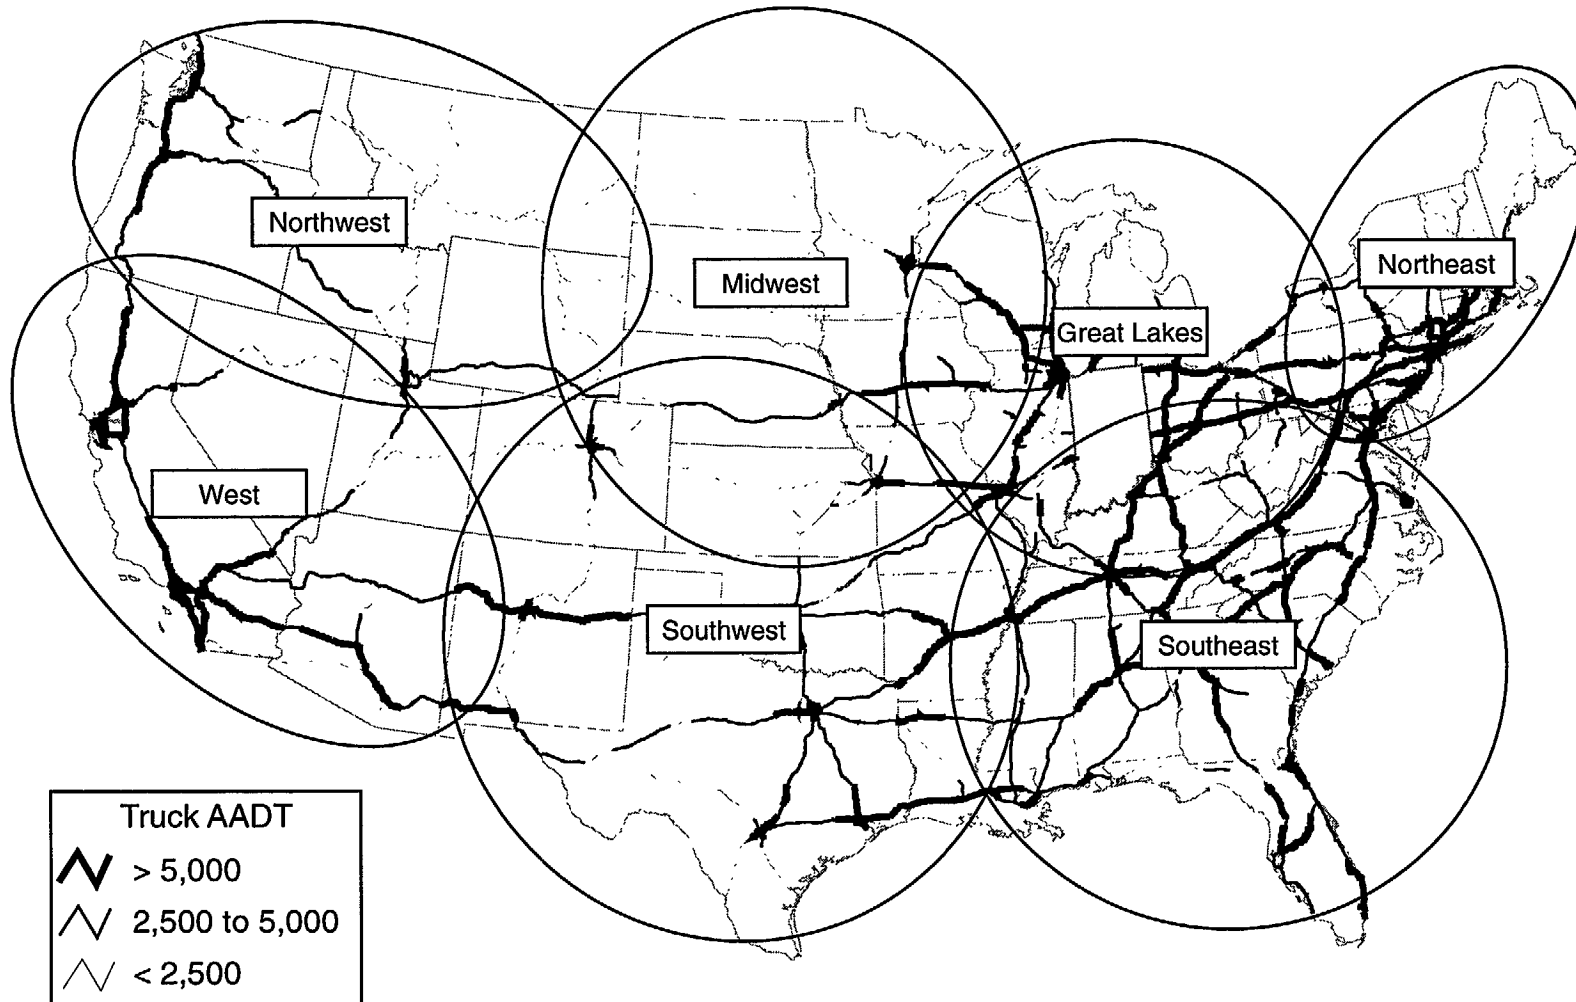 Northwest
Midwest
Northeast
Great Lakes
West
Southwest
Southeast
Truck AADT
> 5,000
2,500 to 5,000
< 2,500